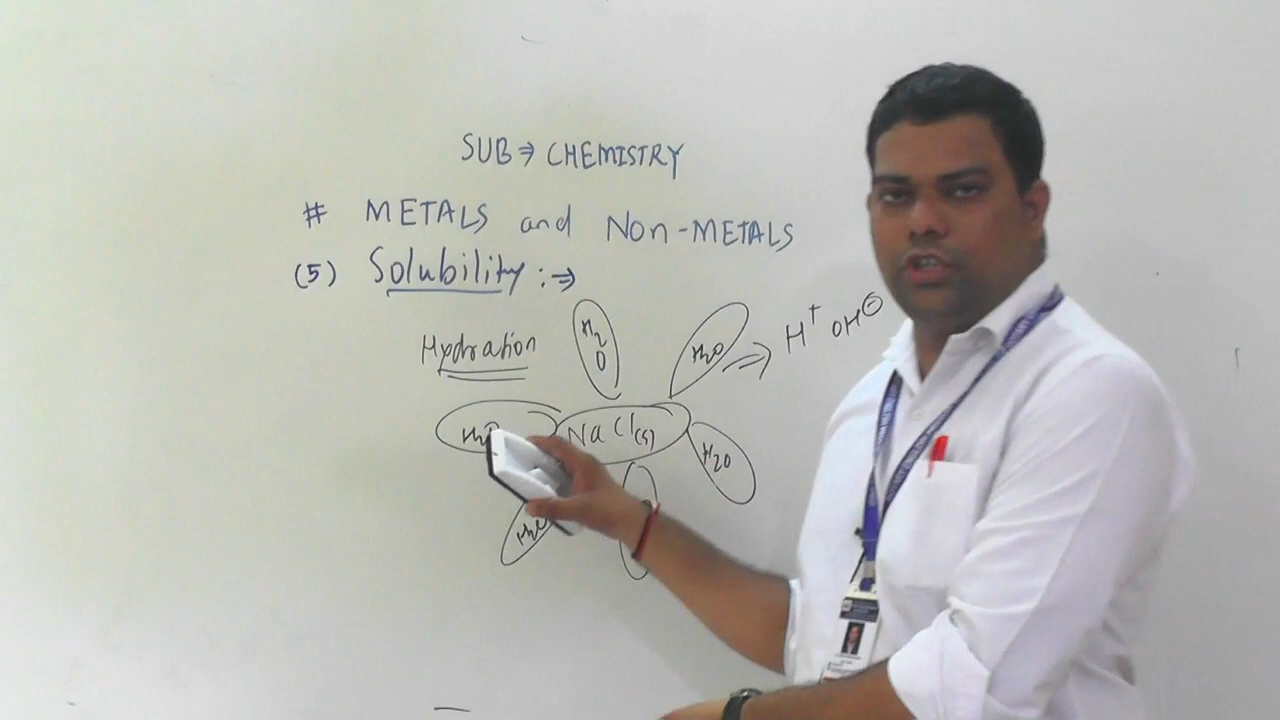 SUB ⇒ CHEMISTRY
# METALS and NON-METALS
(5) Solubility :⇒
Hydration
H2O
H2O ⇒ H+ OH⊖
NaCl(s)
H2O